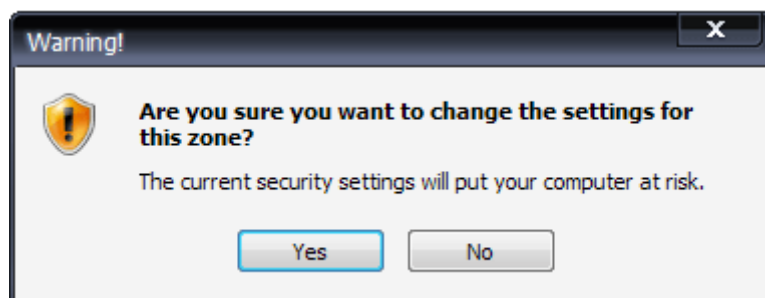 Warning!
X
Are you sure you want to change the settings for
this zone?
The current security settings will put your computer at risk.
Yes
No